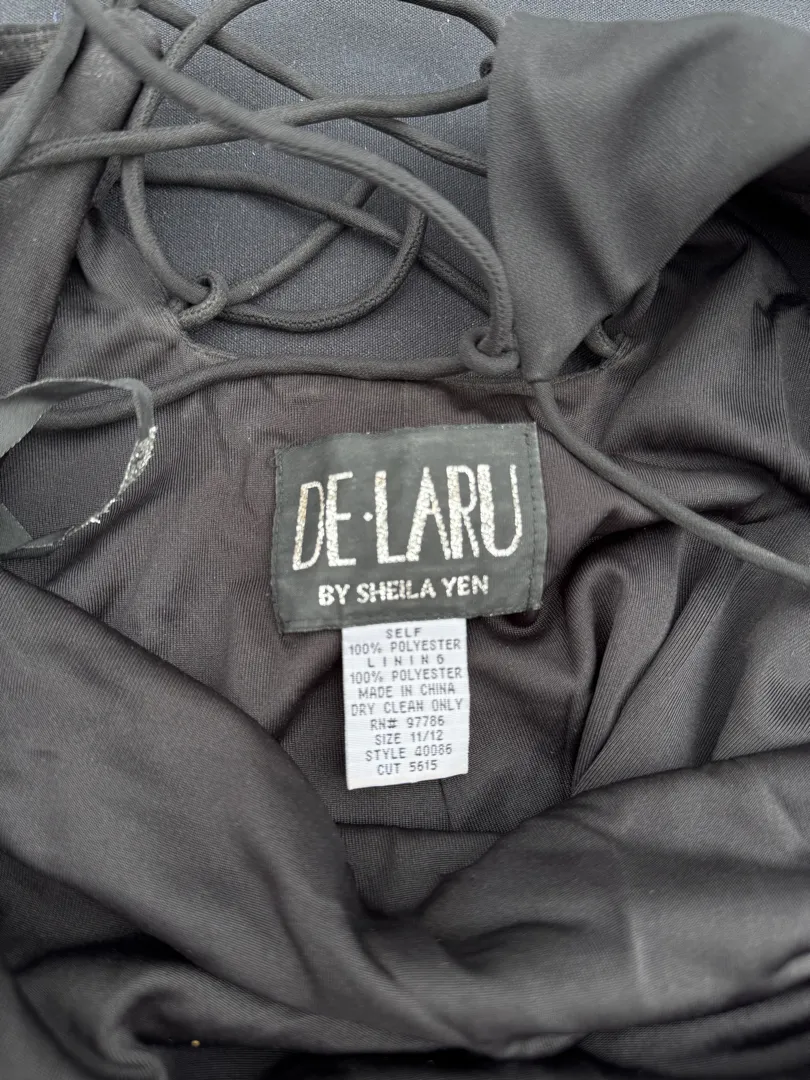 DE·LARU
BY SHEILA YEN
SELF
100% POLYESTER
LINING
100% POLYESTER
MADE IN CHINA
DRY CLEAN ONLY
RN# 97786
SIZE 11/12
STYLE 40086
CUT 5615